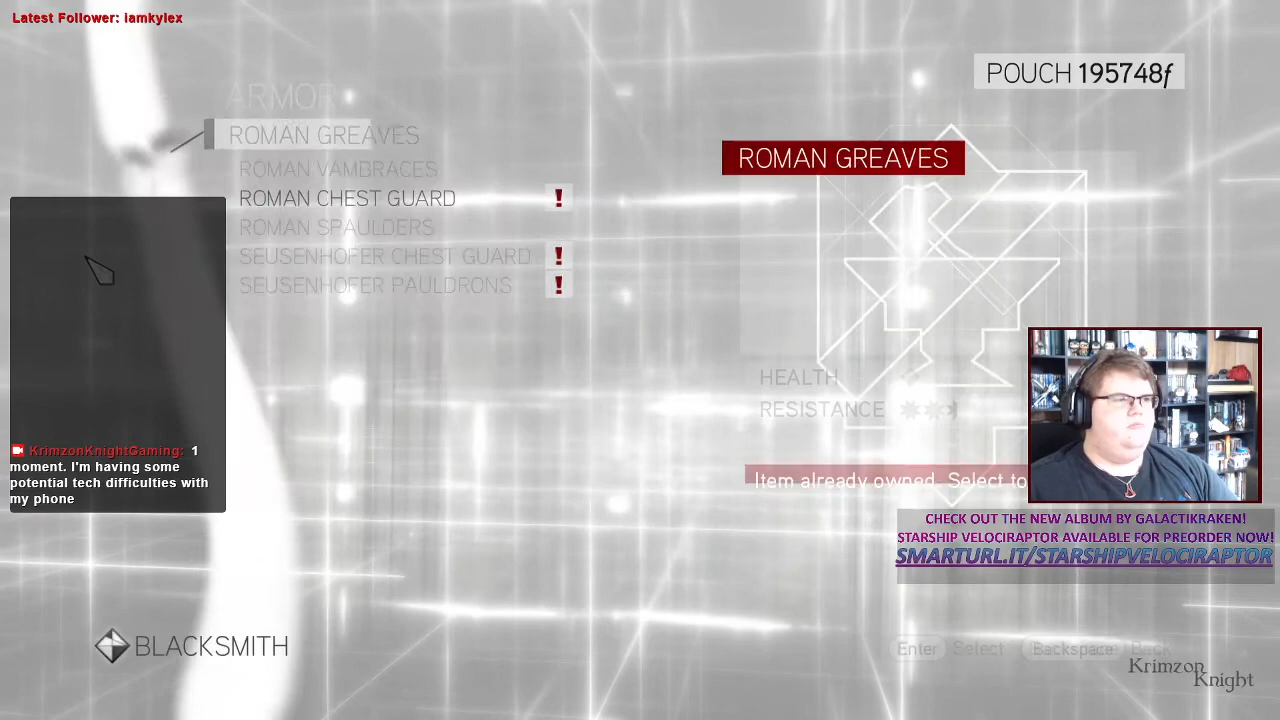 Latest Follower: iamkylex
POUCH 195748ƒ
ARMOR
ROMAN GREAVES
ROMAN VAMBRACES
ROMAN CHEST GUARD !
ROMAN SPAULDERS
SEUSENHOFER CHEST GUARD !
SEUSENHOFER PAULDRONS !
ROMAN GREAVES
HEALTH
RESISTANCE
Item already owned. Select to
KrimzonKnightGaming: 1
moment. I'm having some
potential tech difficulties with
my phone
CHECK OUT THE NEW ALBUM BY GALACTIKRAKEN!
STARSHIP VELOCIRAPTOR AVAILABLE FOR PREORDER NOW!
SMARTURL.IT/STARSHIPVELOCIRAPTOR
BLACKSMITH
Enter Select Backspace Back
Krimzon
Knight